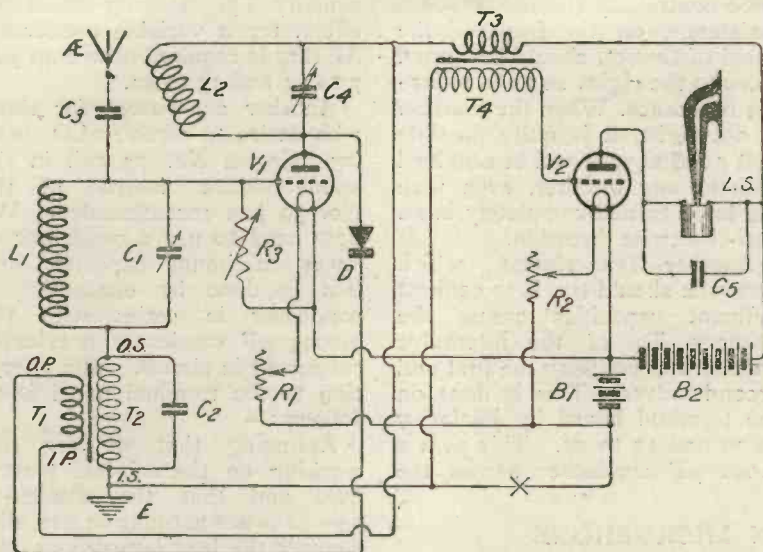 Æ
C3
L2
C4
T3
T4
V1
V2
L.S.
L1
C1
R3
D
C5
R2
O.P.
O.S.
R1
B1
B2
T1
T2
C2
I.P.
I.S.
E